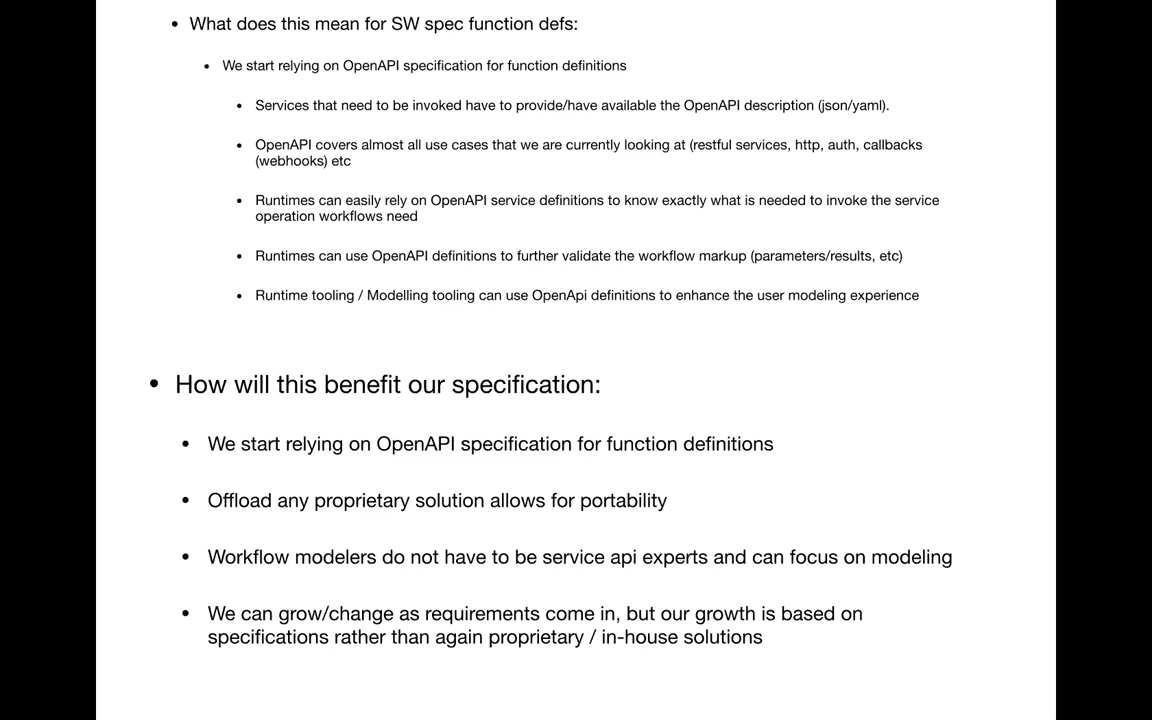 • What does this mean for SW spec function defs:
• We start relying on OpenAPI specification for function definitions
• Services that need to be invoked have to provide/have available the OpenAPI description (json/yaml).
• OpenAPI covers almost all use cases that we are currently looking at (restful services, http, auth, callbacks
(webhooks) etc
• Runtimes can easily rely on OpenAPI service definitions to know exactly what is needed to invoke the service
operation workflows need
• Runtimes can use OpenAPI definitions to further validate the workflow markup (parameters/results, etc)
• Runtime tooling / Modelling tooling can use OpenApi definitions to enhance the user modeling experience
• How will this benefit our specification:
• We start relying on OpenAPI specification for function definitions
• Offload any proprietary solution allows for portability
• Workflow modelers do not have to be service api experts and can focus on modeling
• We can grow/change as requirements come in, but our growth is based on
specifications rather than again proprietary / in-house solutions